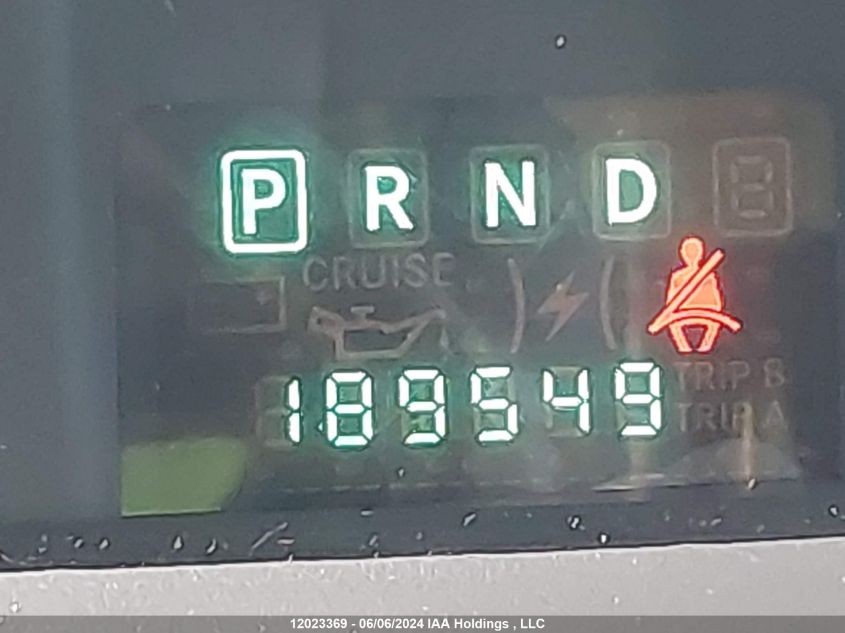 P R N D
CRUISE
189549
TRIP B
TRIP A
12023369 - 06/06/2024 IAA Holdings , LLC